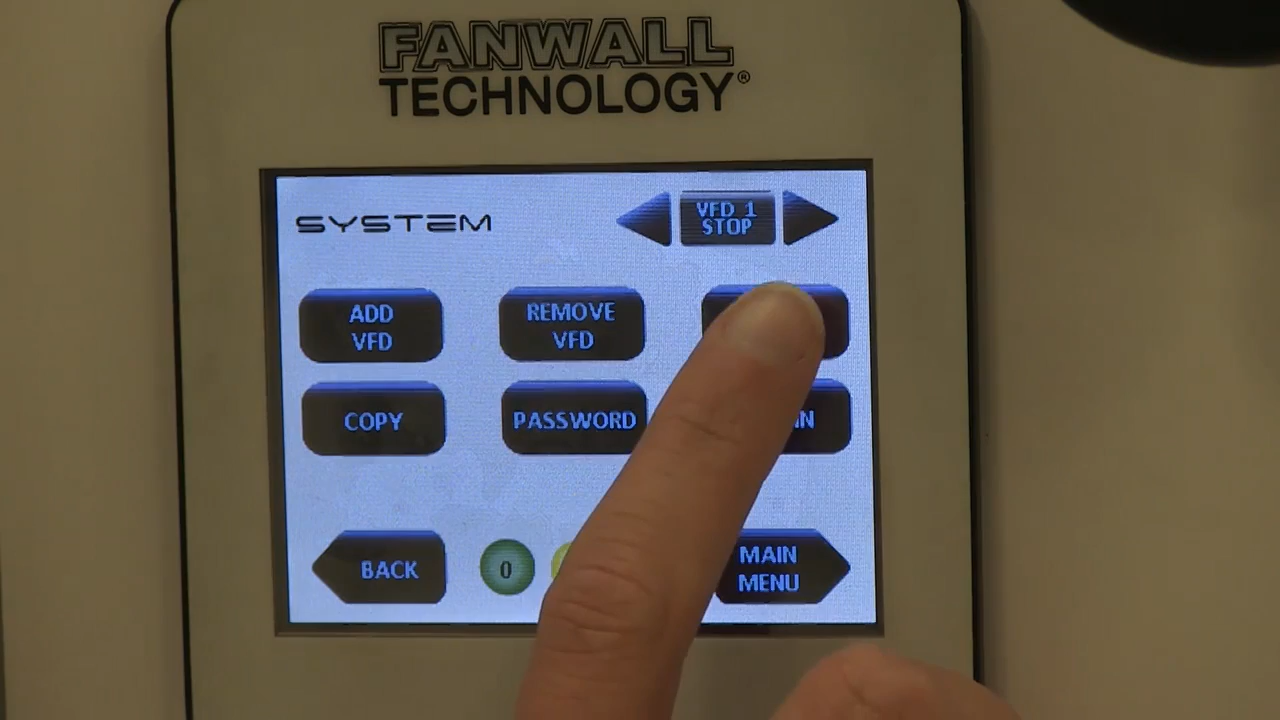 FANWALL
TECHNOLOGY®
SYSTEM
VFD 1
STOP
ADD
VFD
REMOVE
VFD
COPY
PASSWORD
BACK
0
MAIN
MENU